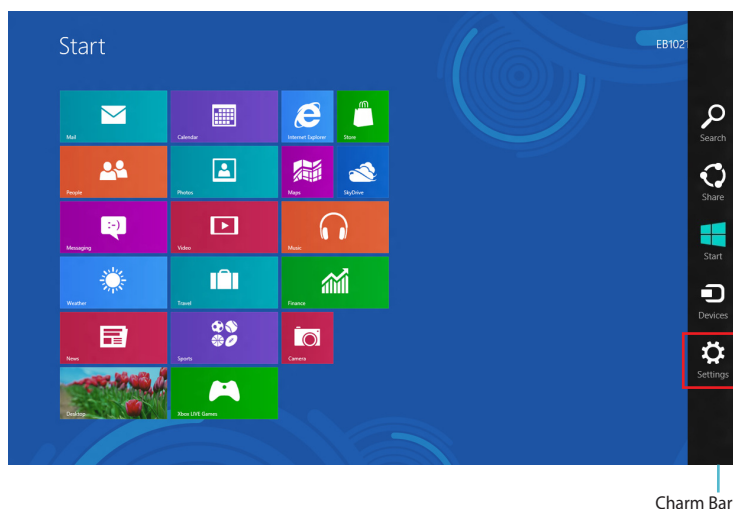 Start
EB1021
Search
Share
Start
Devices
Settings
Mail
Calendar
Internet Explorer
Store
People
Photos
Maps
SkyDrive
Messaging
:-)
Video
Music
Weather
Travel
Finance
News
Sports
Camera
Desktop
Xbox LIVE Games
Charm Bar